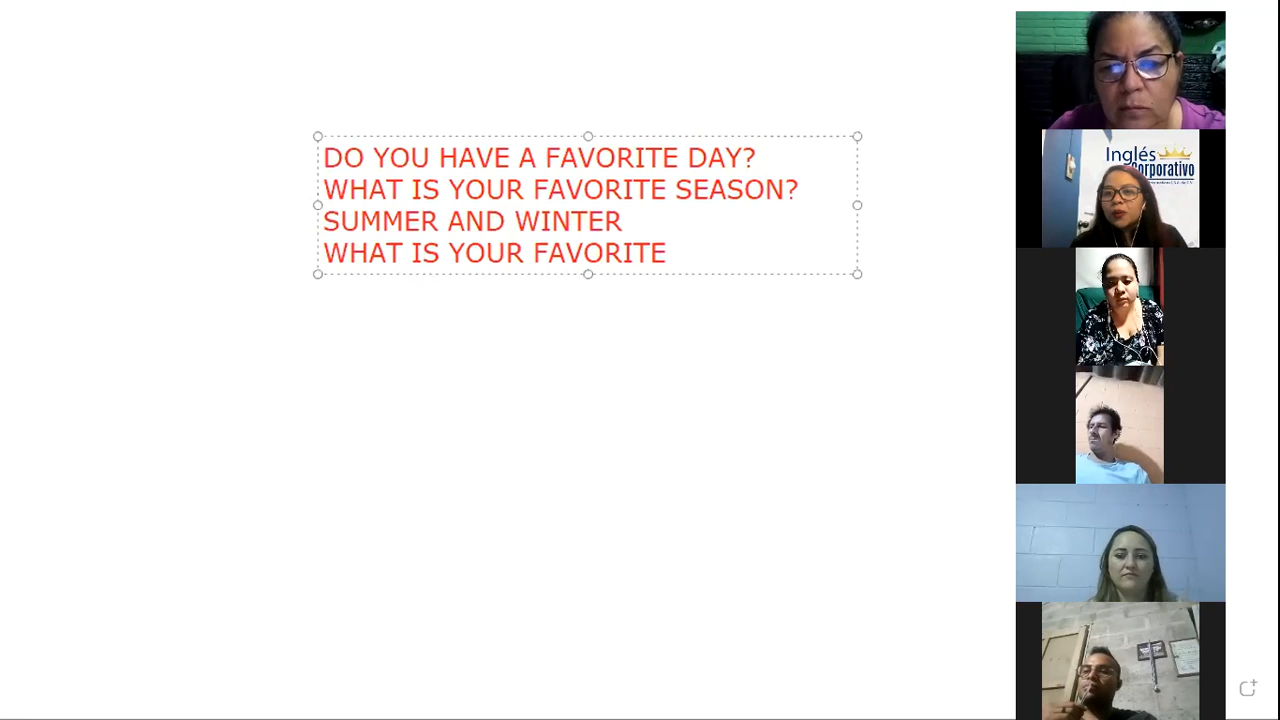 DO YOU HAVE A FAVORITE DAY?
WHAT IS YOUR FAVORITE SEASON?
SUMMER AND WINTER
WHAT IS YOUR FAVORITE
Inglés
Corporativo